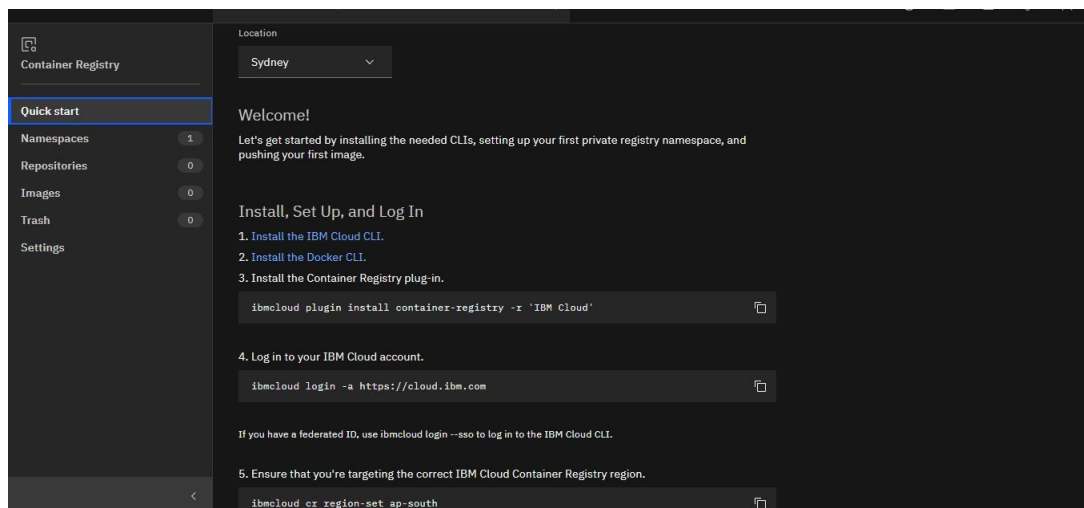 Container Registry
Quick start
Namespaces 1
Repositories 0
Images 0
Trash 0
Settings
Location
Sydney
Welcome!
Let's get started by installing the needed CLIs, setting up your first private registry namespace, and
pushing your first image.
Install, Set Up, and Log In
1. Install the IBM Cloud CLI.
2. Install the Docker CLI.
3. Install the Container Registry plug-in.
ibmcloud plugin install container-registry -r 'IBM Cloud'
4. Log in to your IBM Cloud account.
ibmcloud login -a https://cloud.ibm.com
If you have a federated ID, use ibmcloud login --sso to log in to the IBM Cloud CLI.
5. Ensure that you're targeting the correct IBM Cloud Container Registry region.
ibmcloud cr region-set ap-south